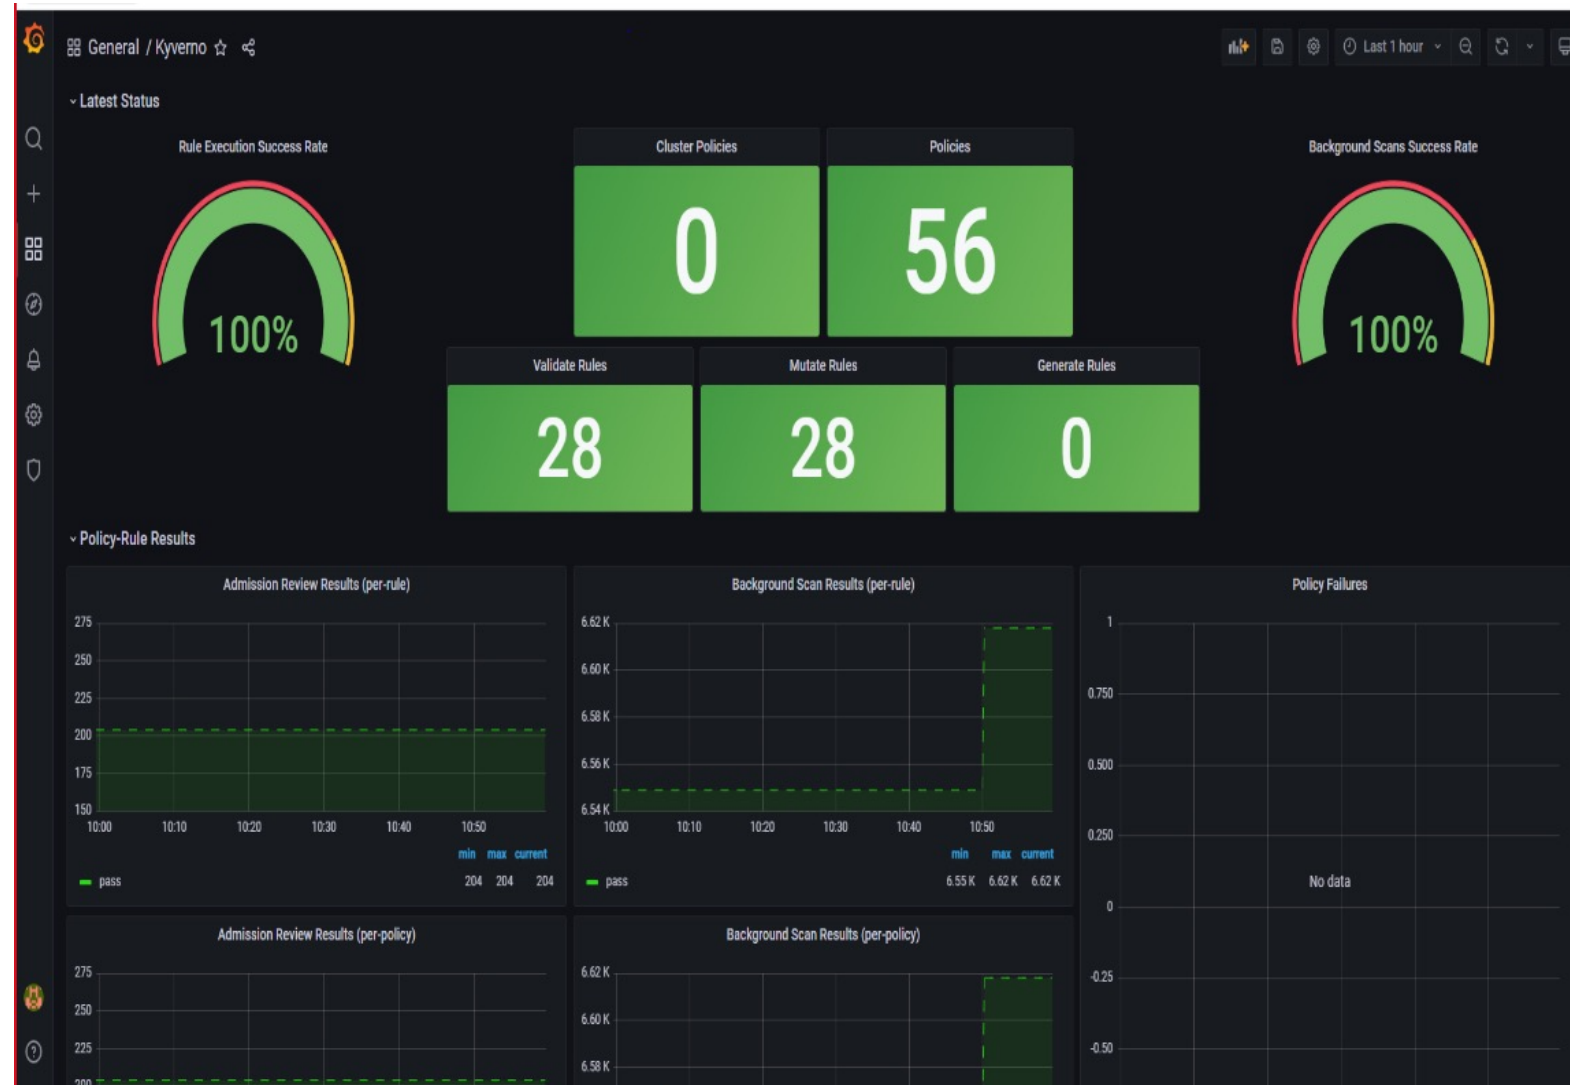 General / Kyverno
Last 1 hour
Latest Status
Rule Execution Success Rate
Cluster Policies
Policies
Background Scans Success Rate
0
56
100%
100%
Validate Rules
Mutate Rules
Generate Rules
28
28
0
Policy-Rule Results
Admission Review Results (per-rule)
275
250
225
200
175
150
10:00 10:10 10:20 10:30 10:40 10:50
min max current
pass 204 204 204
Background Scan Results (per-rule)
6.62 K
6.60 K
6.58 K
6.56 K
6.54 K
10:00 10:10 10:20 10:30 10:40 10:50
min max current
pass 6.55 K 6.62 K 6.62 K
Policy Failures
1
0.750
0.500
0.250
0
-0.25
-0.50
No data
Admission Review Results (per-policy)
275
250
225
200
Background Scan Results (per-policy)
6.62 K
6.60 K
6.58 K